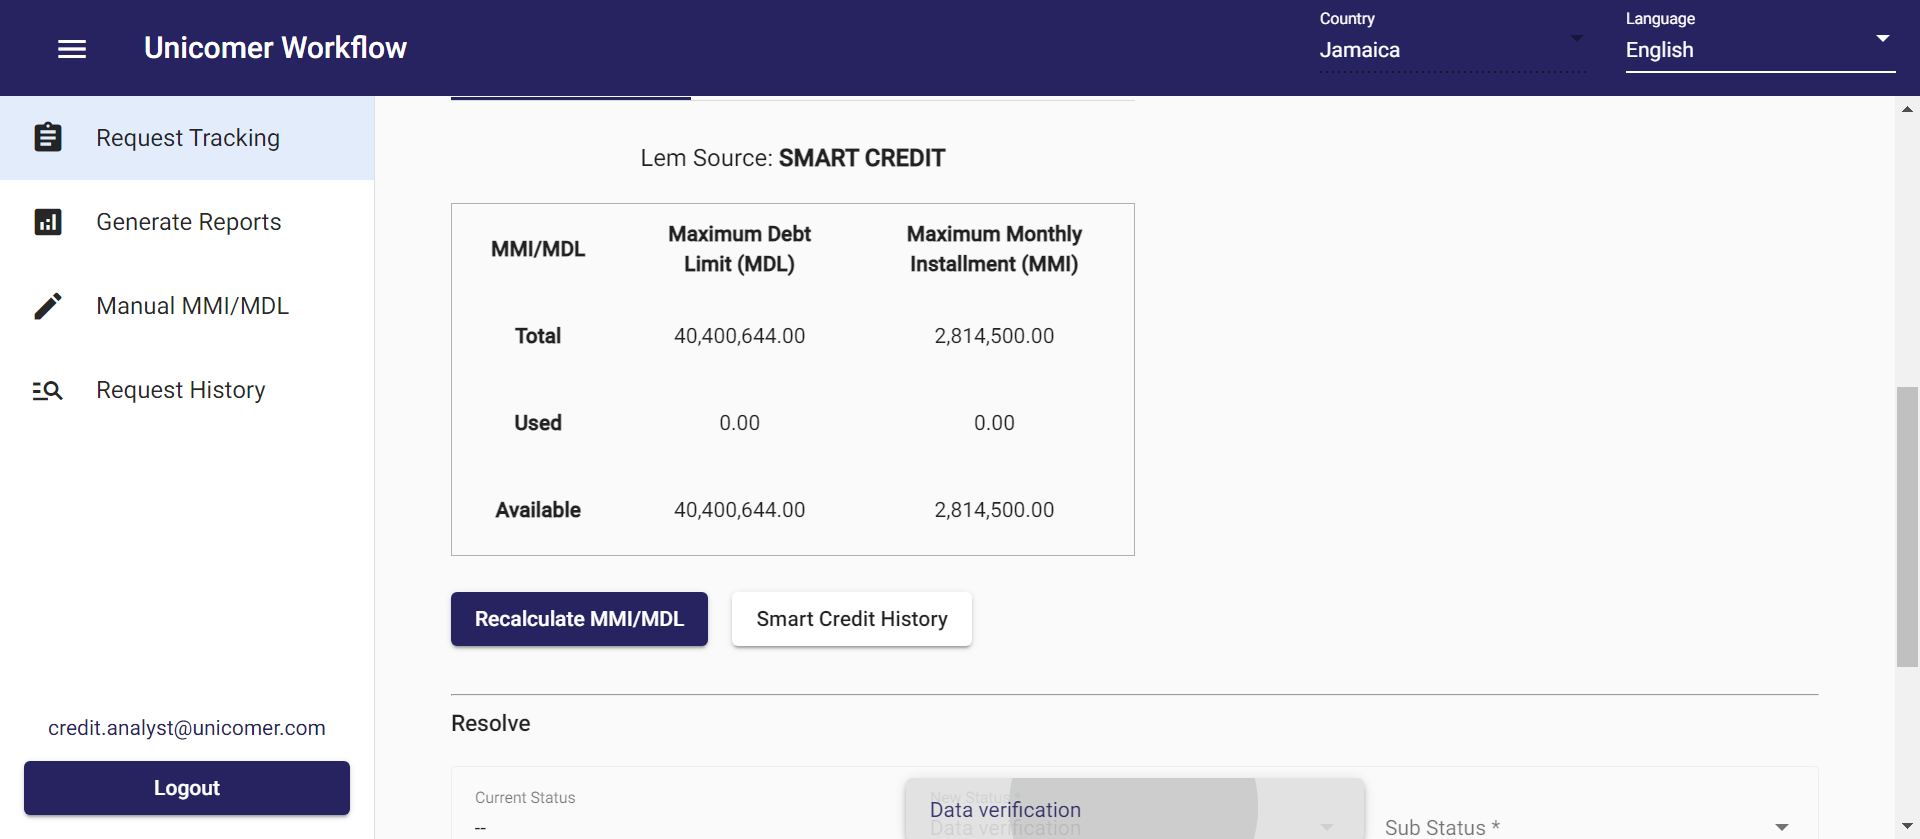 Unicomer Workflow
Country
Jamaica
Language
English
Request Tracking
Generate Reports
Manual MMI/MDL
Request History
credit.analyst@unicomer.com
Logout
Lem Source: SMART CREDIT
MMI/MDL
Maximum Debt
Limit (MDL)
Maximum Monthly
Installment (MMI)
Total
40,400,644.00
2,814,500.00
Used
0.00
0.00
Available
40,400,644.00
2,814,500.00
Recalculate MMI/MDL
Smart Credit History
Resolve
Current Status
--
New Status *
Data verification
Data verification
Sub Status *